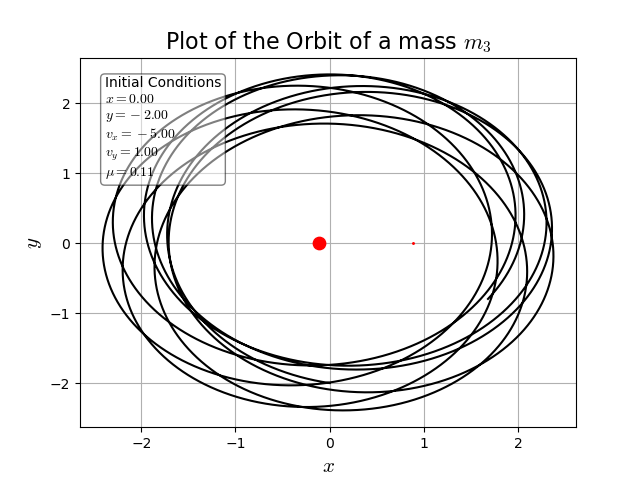 Plot of the Orbit of a mass m₃
Initial Conditions
x = 0.00
y = −2.00
vₓ = −5.00
v_y = 1.00
μ = 0.11
2
1
0
−1
−2
y
−2 −1 0 1 2
x